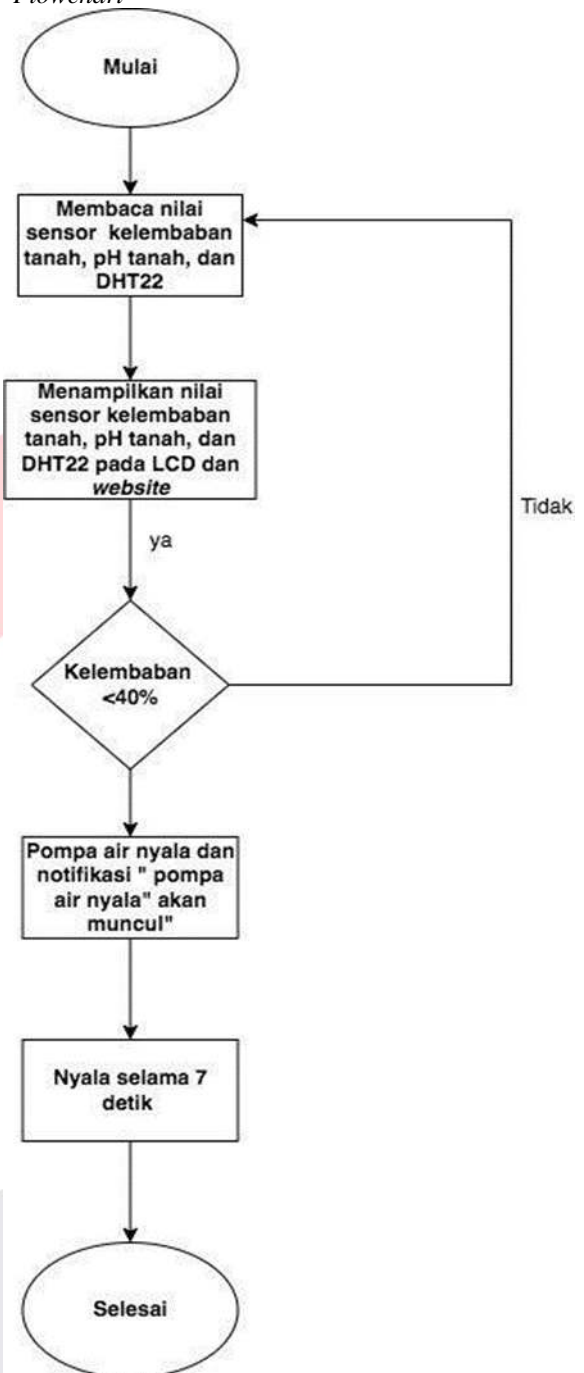 Flowchart
Mulai
Membaca nilai
sensor kelembaban
tanah, pH tanah, dan
DHT22
Menampilkan nilai
sensor kelembaban
tanah, pH tanah, dan
DHT22 pada LCD dan
website
ya
Tidak
Kelembaban
<40%
Pompa air nyala dan
notifikasi " pompa
air nyala" akan
muncul"
Nyala selama 7
detik
Selesai